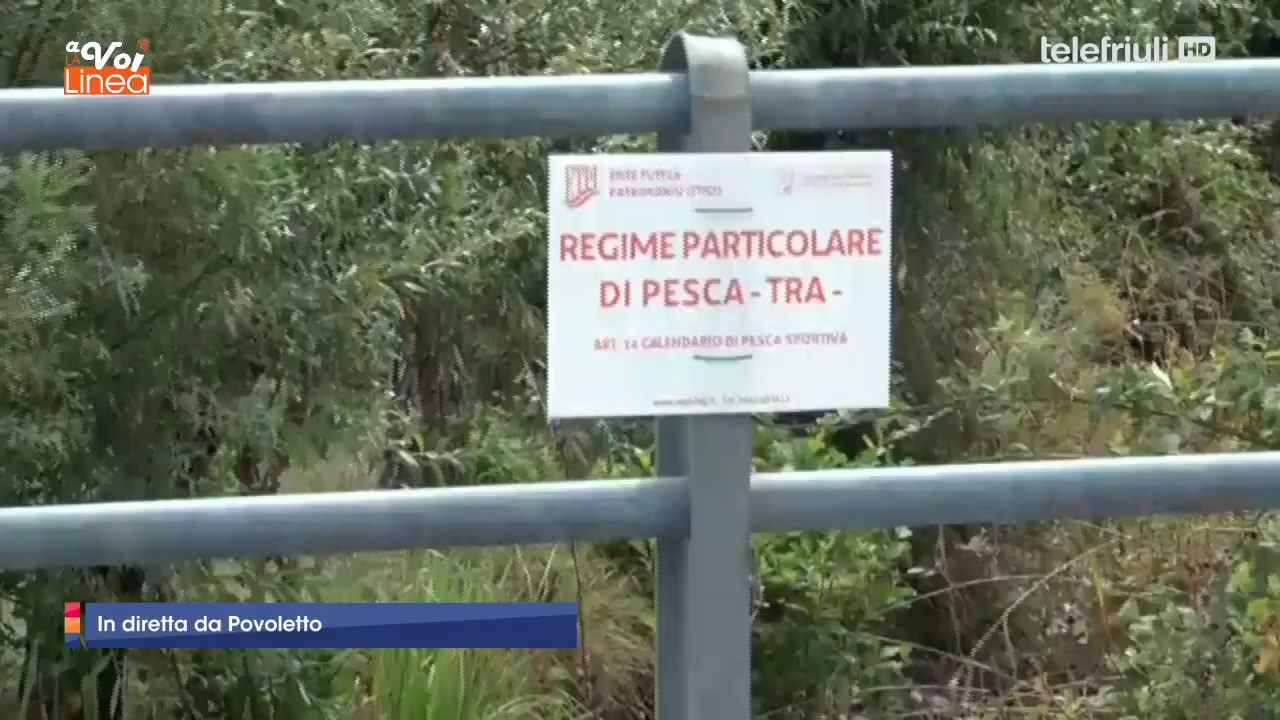 a Voi
LA
Linea
telefriuli HD
ENTE TUTELA
PATRIMONIO ITTICO
REGIME PARTICOLARE
DI PESCA - TRA -
ART. 14 CALENDARIO DI PESCA SPORTIVA
In diretta da Povoletto